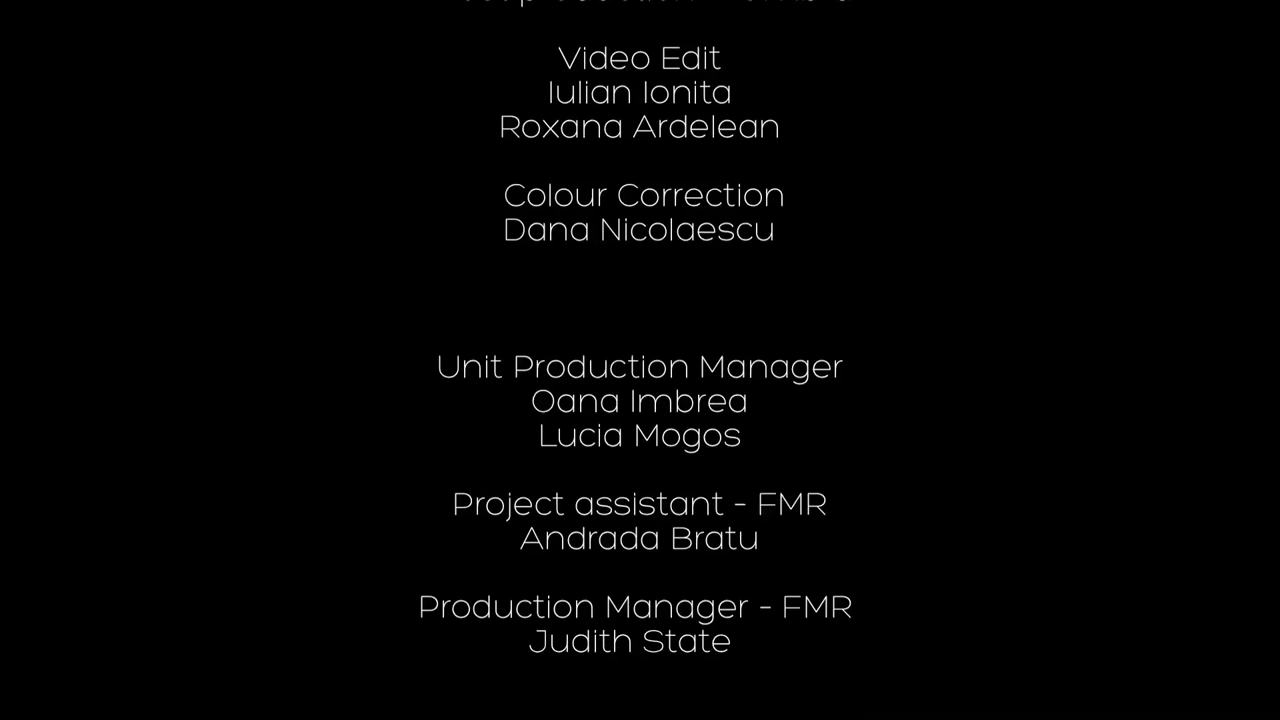 Video Edit
Iulian Ionita
Roxana Ardelean
Colour Correction
Dana Nicolaescu
Unit Production Manager
Oana Imbrea
Lucia Mogos
Project assistant - FMR
Andrada Bratu
Production Manager - FMR
Judith State